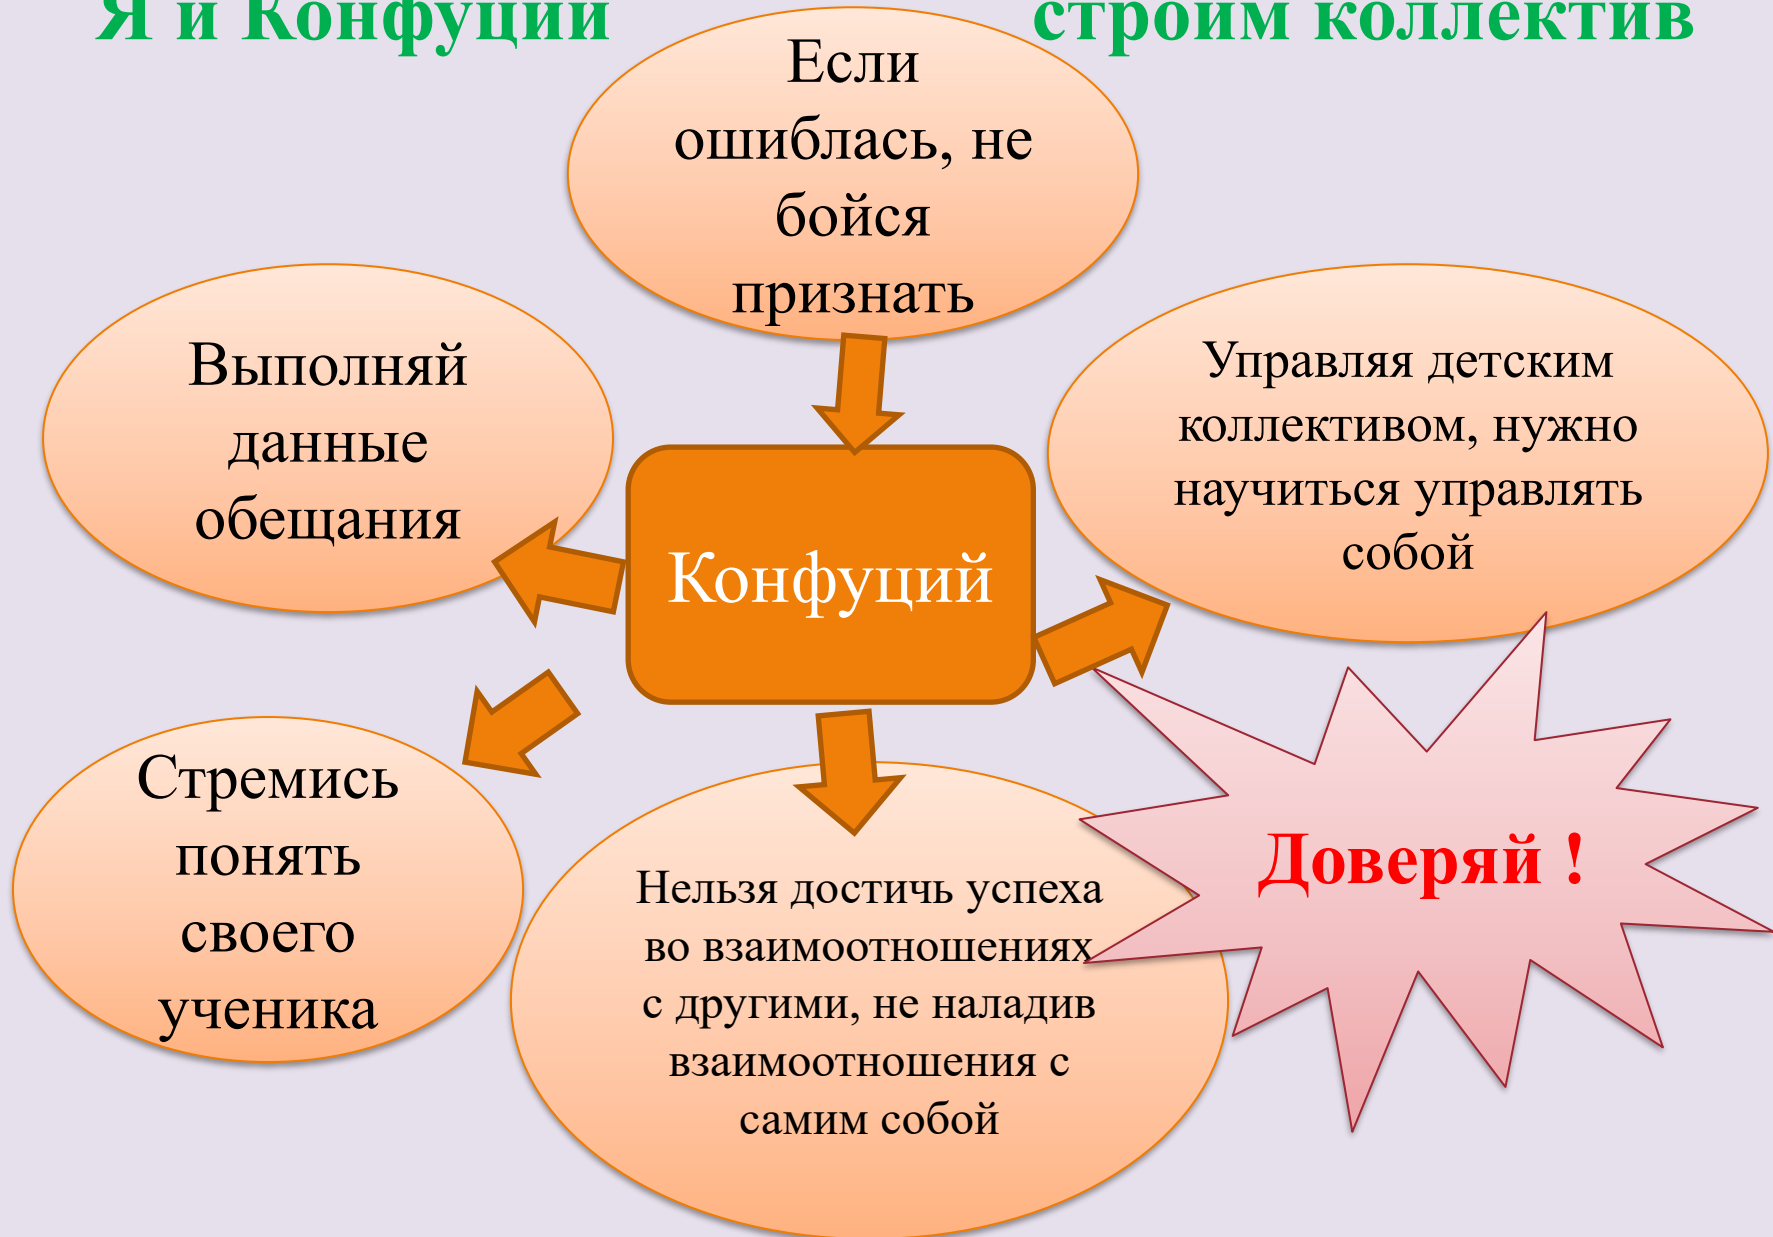 Я и Конфуций строим коллектив
Если
ошиблась, не
бойся
признать
Выполняй
данные
обещания
Управляя детским
коллективом, нужно
научиться управлять
собой
Конфуций
Стремись
понять
своего
ученика
Нельзя достичь успеха
во взаимоотношениях
с другими, не наладив
взаимоотношения с
самим собой
Доверяй !